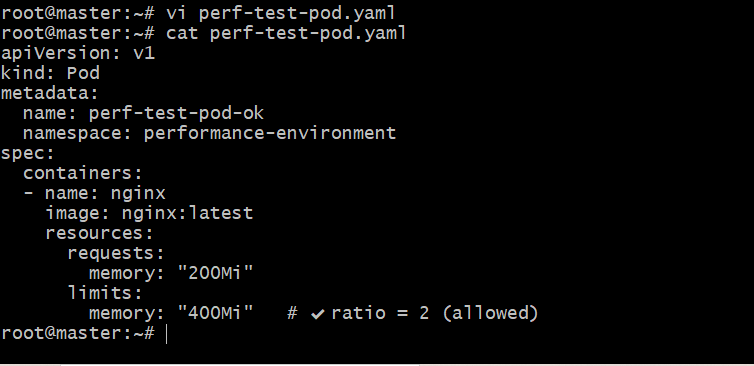 root@master:~# vi perf-test-pod.yaml
root@master:~# cat perf-test-pod.yaml
apiVersion: v1
kind: Pod
metadata:
  name: perf-test-pod-ok
  namespace: performance-environment
spec:
  containers:
  - name: nginx
    image: nginx:latest
    resources:
      requests:
        memory: "200Mi"
      limits:
        memory: "400Mi"   # ✓ ratio = 2 (allowed)
root@master:~#